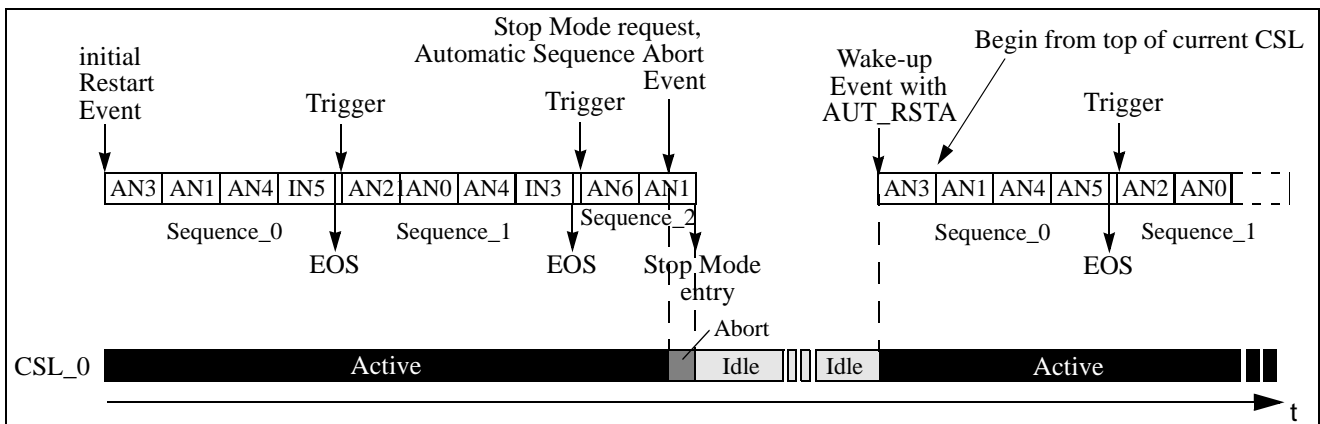 initial
Restart
Event
Trigger
Stop Mode request,
Automatic Sequence Abort
Event
Trigger
Wake-up
Event with
AUT_RSTA
Begin from top of current CSL
Trigger
AN3 AN1 AN4 IN5 AN21 AN0 AN4 IN3 AN6 AN1
AN3 AN1 AN4 AN5 AN2 AN0
Sequence_0
Sequence_1
Sequence_2
Sequence_0
Sequence_1
EOS
EOS
Stop Mode
entry
EOS
Abort
CSL_0
Active
Idle
Idle
Active
t